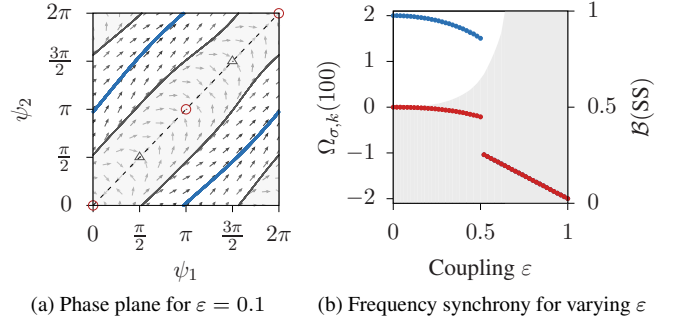 2π
3π/2
π
π/2
0
ψ₂
0 π/2 π 3π/2 2π
ψ₁
(a) Phase plane for ε = 0.1
2
1
0
−1
−2
Ω_{σ,k}(100)
1
0.5
0
𝓑(SS)
0 0.5 1
Coupling ε
(b) Frequency synchrony for varying ε